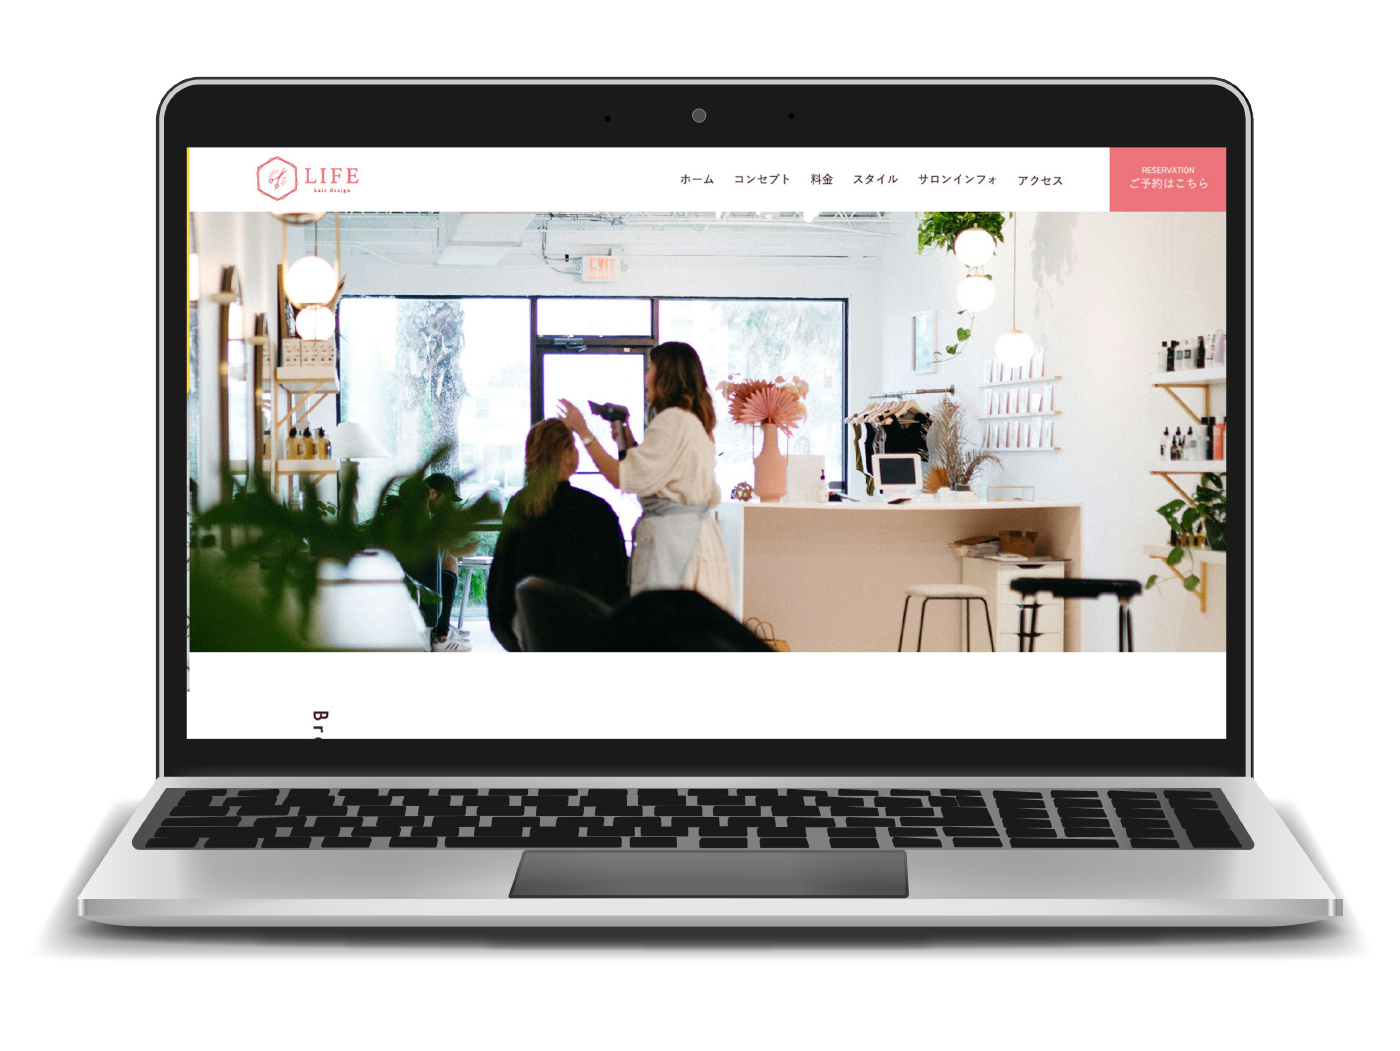 LIFE
hair design
ホーム
コンセプト
料金
スタイル
サロンインフォ
アクセス
RESERVATION
ご予約はこちら
EXIT
Br